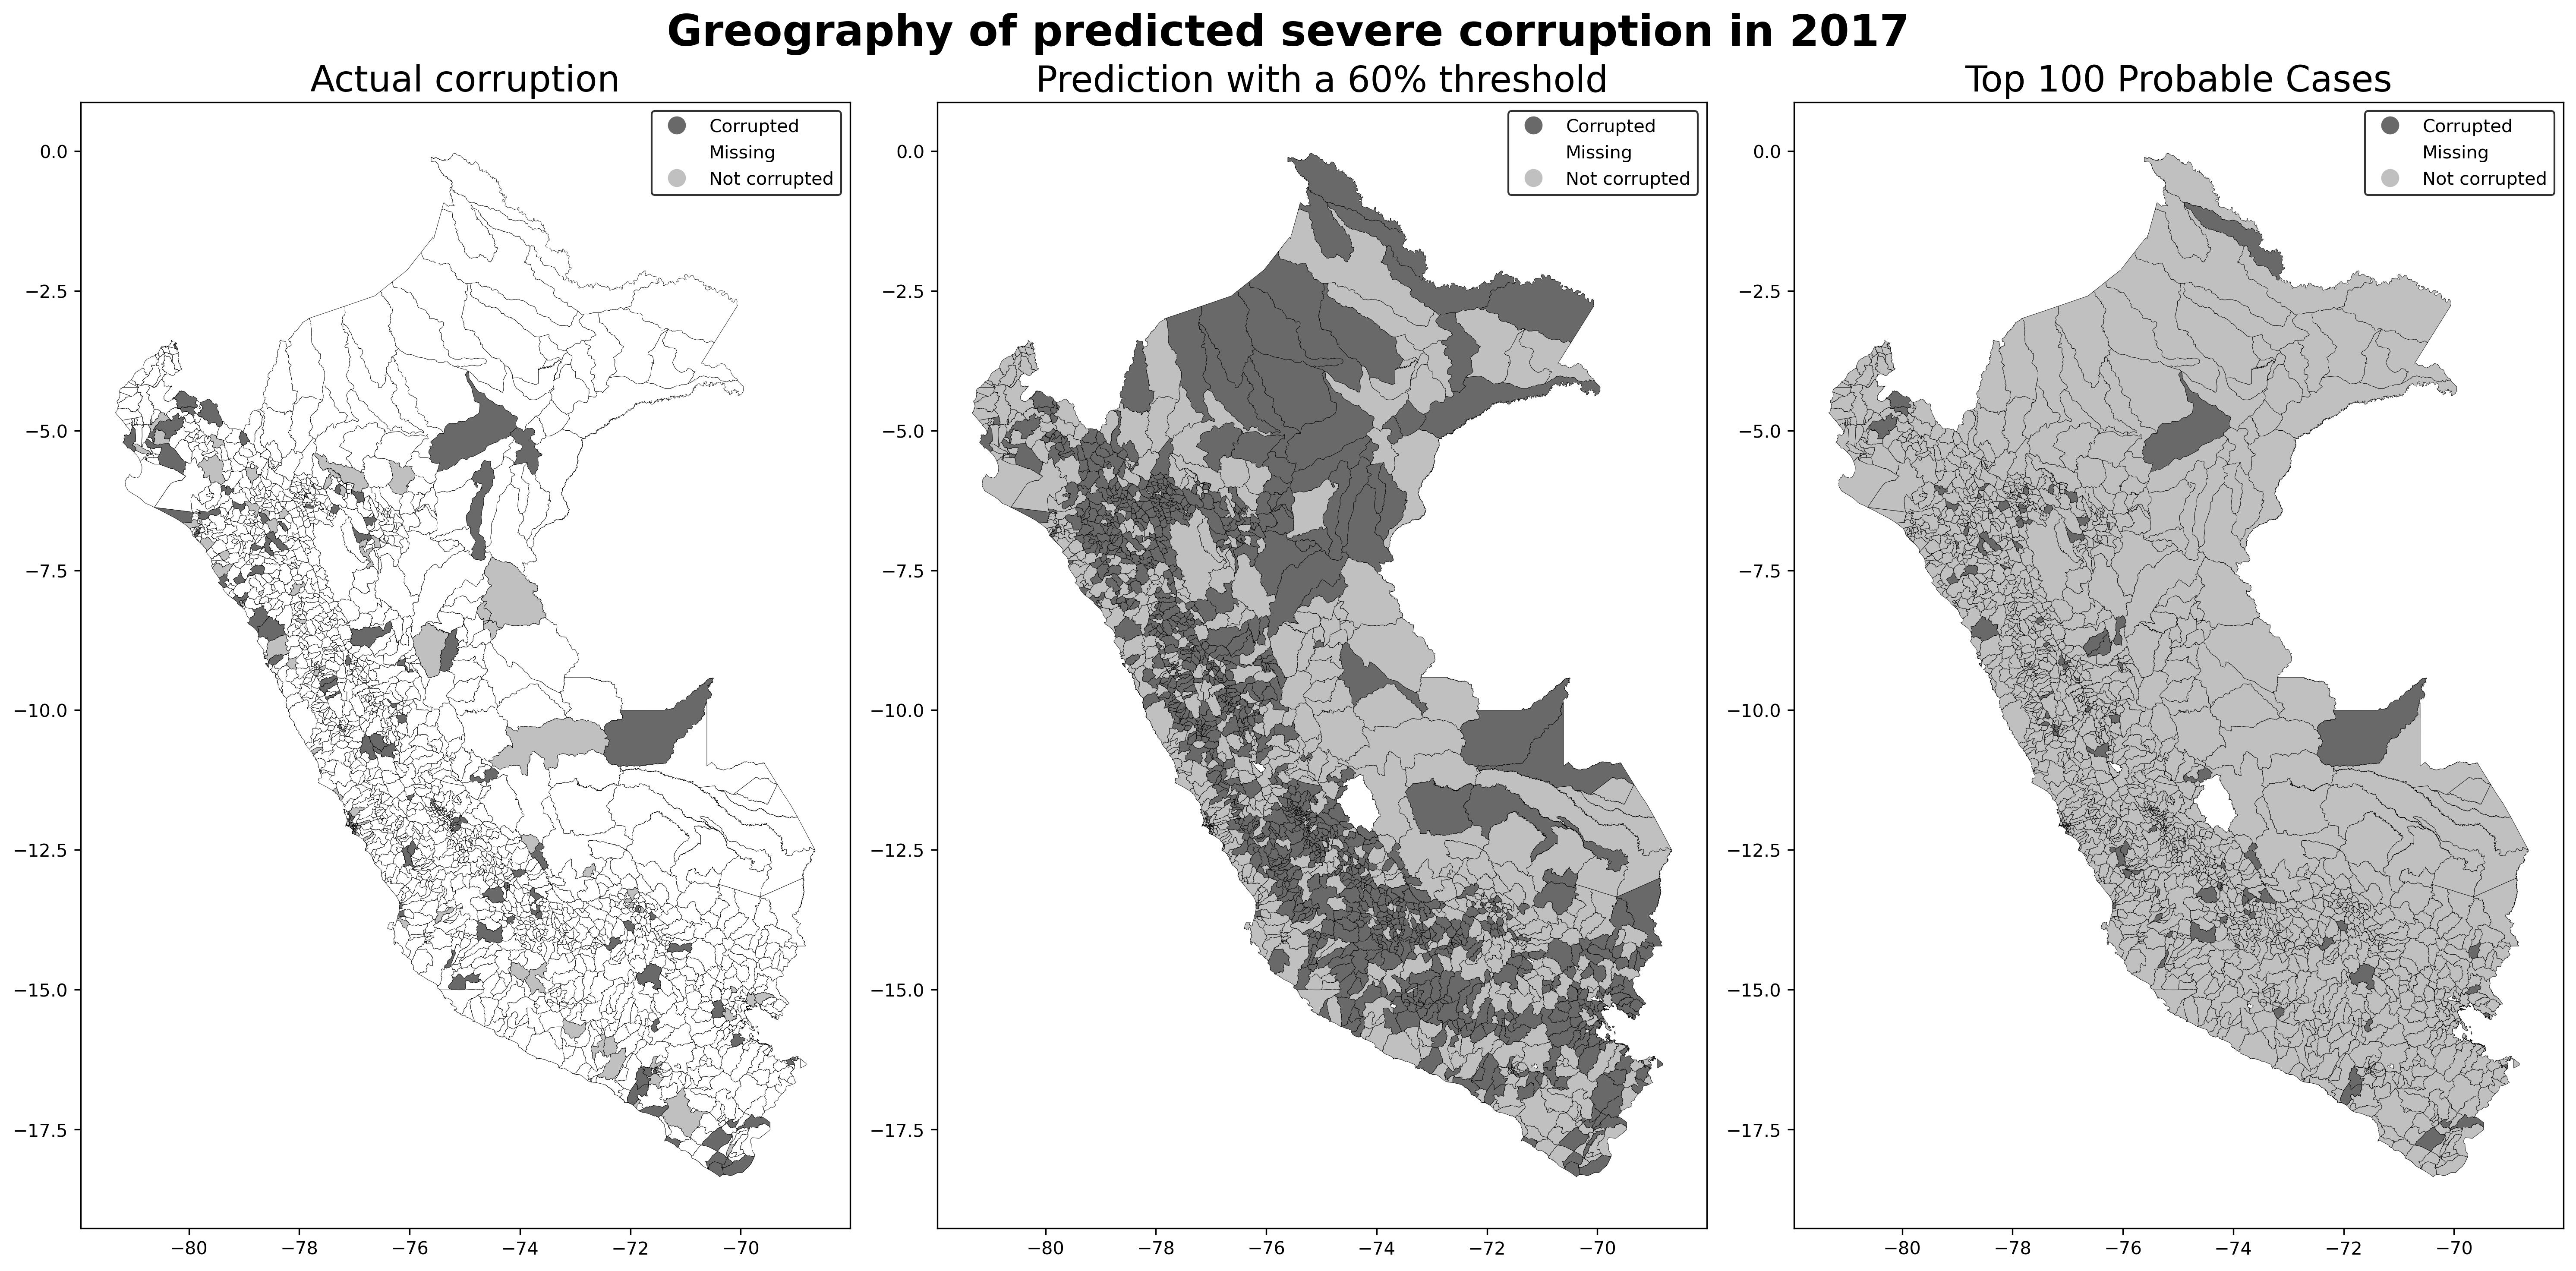 Greography of predicted severe corruption in 2017
Actual corruption
Corrupted
Missing
Not corrupted
0.0
−2.5
−5.0
−7.5
−10.0
−12.5
−15.0
−17.5
−80 −78 −76 −74 −72 −70
Prediction with a 60% threshold
Corrupted
Missing
Not corrupted
0.0
−2.5
−5.0
−7.5
−10.0
−12.5
−15.0
−17.5
−80 −78 −76 −74 −72 −70
Top 100 Probable Cases
Corrupted
Missing
Not corrupted
0.0
−2.5
−5.0
−7.5
−10.0
−12.5
−15.0
−17.5
−80 −78 −76 −74 −72 −70